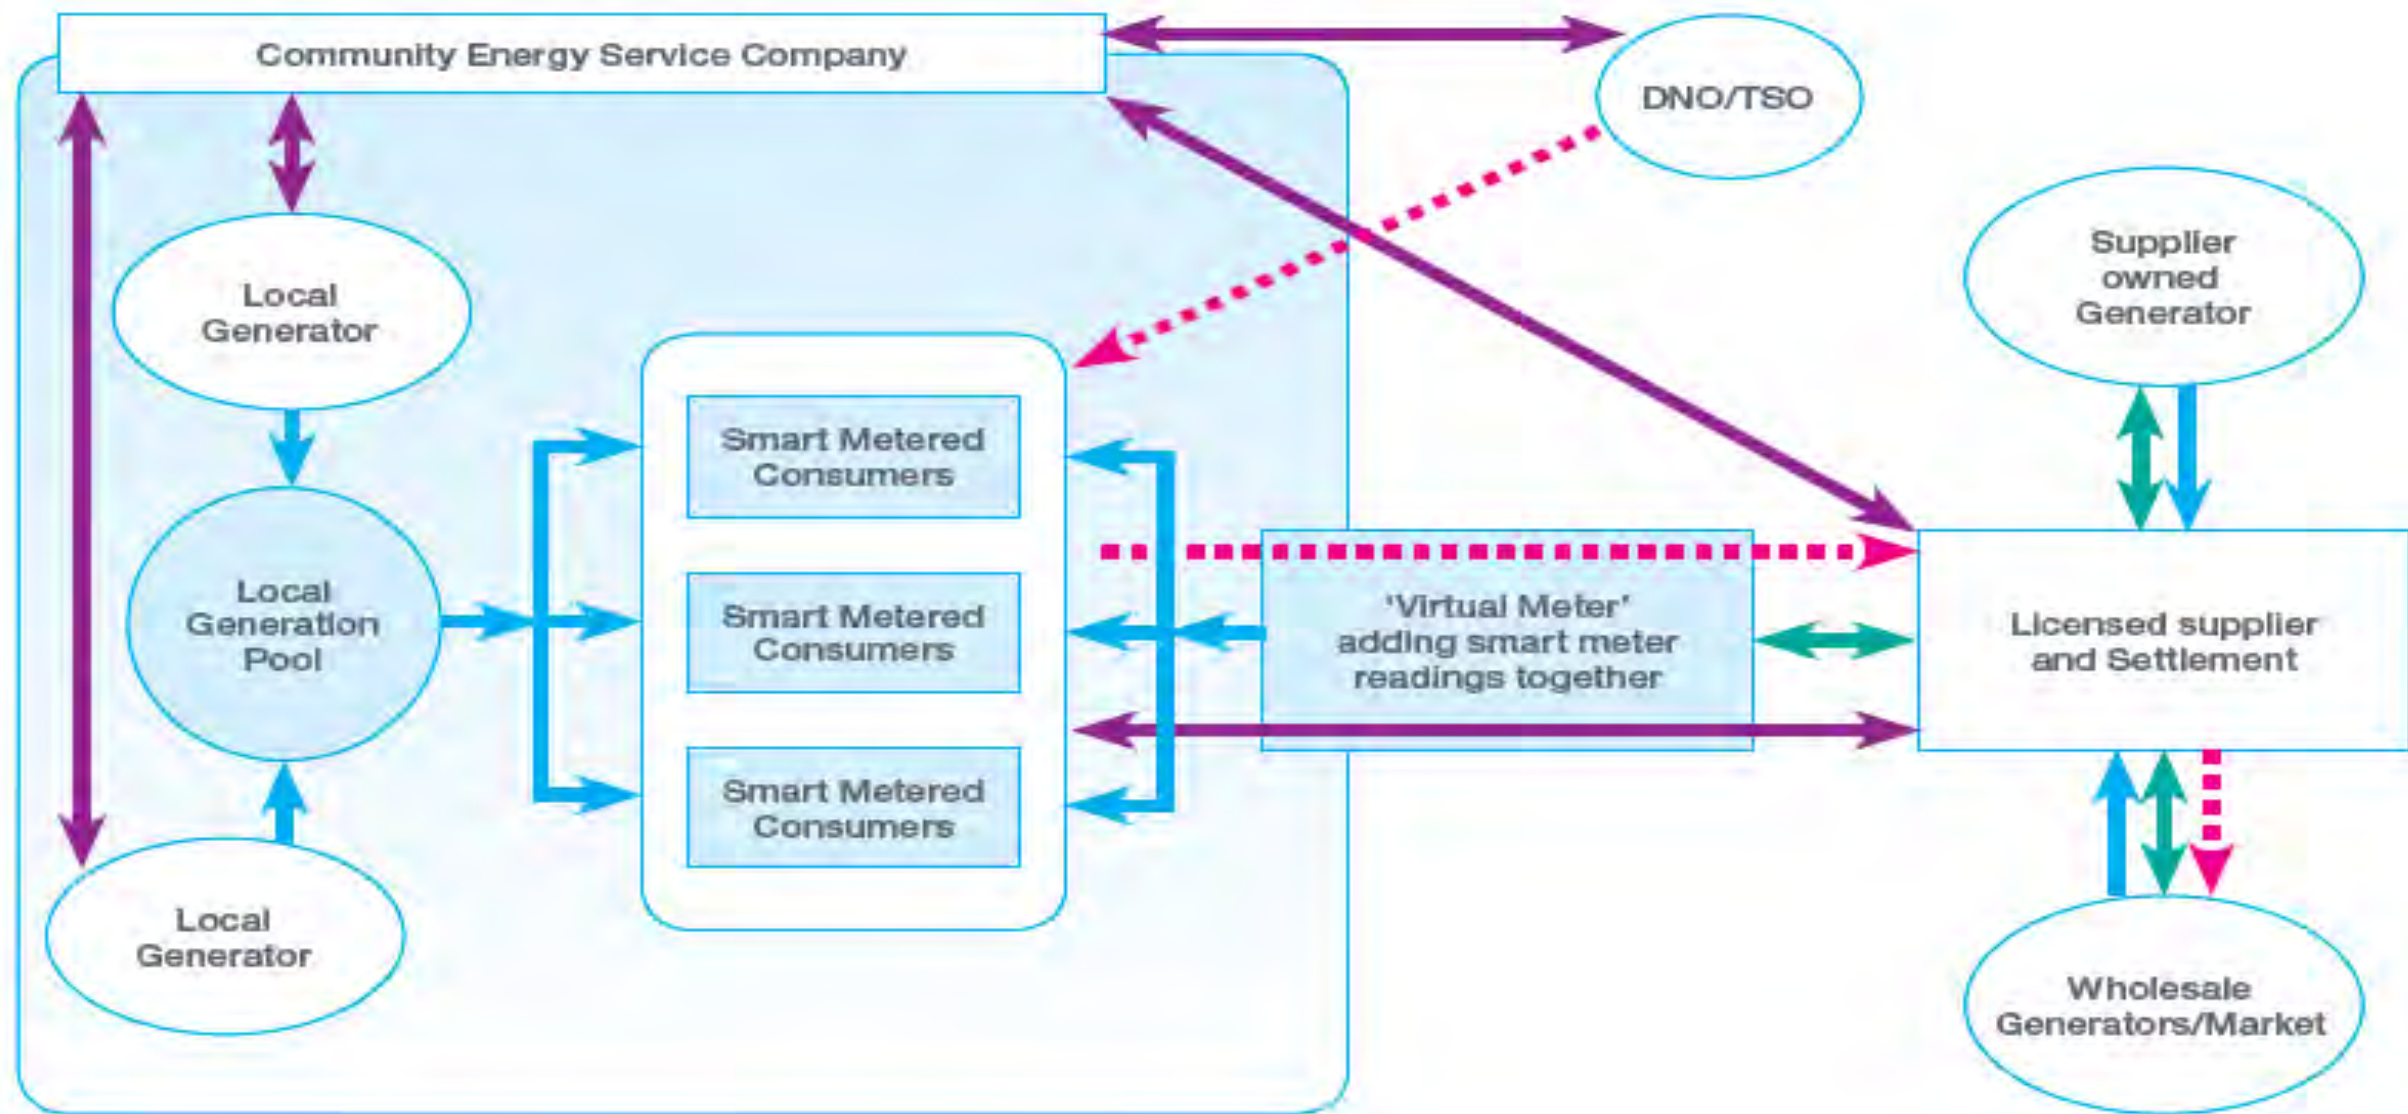 Community Energy Service Company
DNO/TSO
Supplier
owned
Generator
Local
Generator
Smart Metered
Consumers
Local
Generation
Pool
Smart Metered
Consumers
'Virtual Meter'
adding smart meter
readings together
Licensed supplier
and Settlement
Smart Metered
Consumers
Local
Generator
Wholesale
Generators/Market